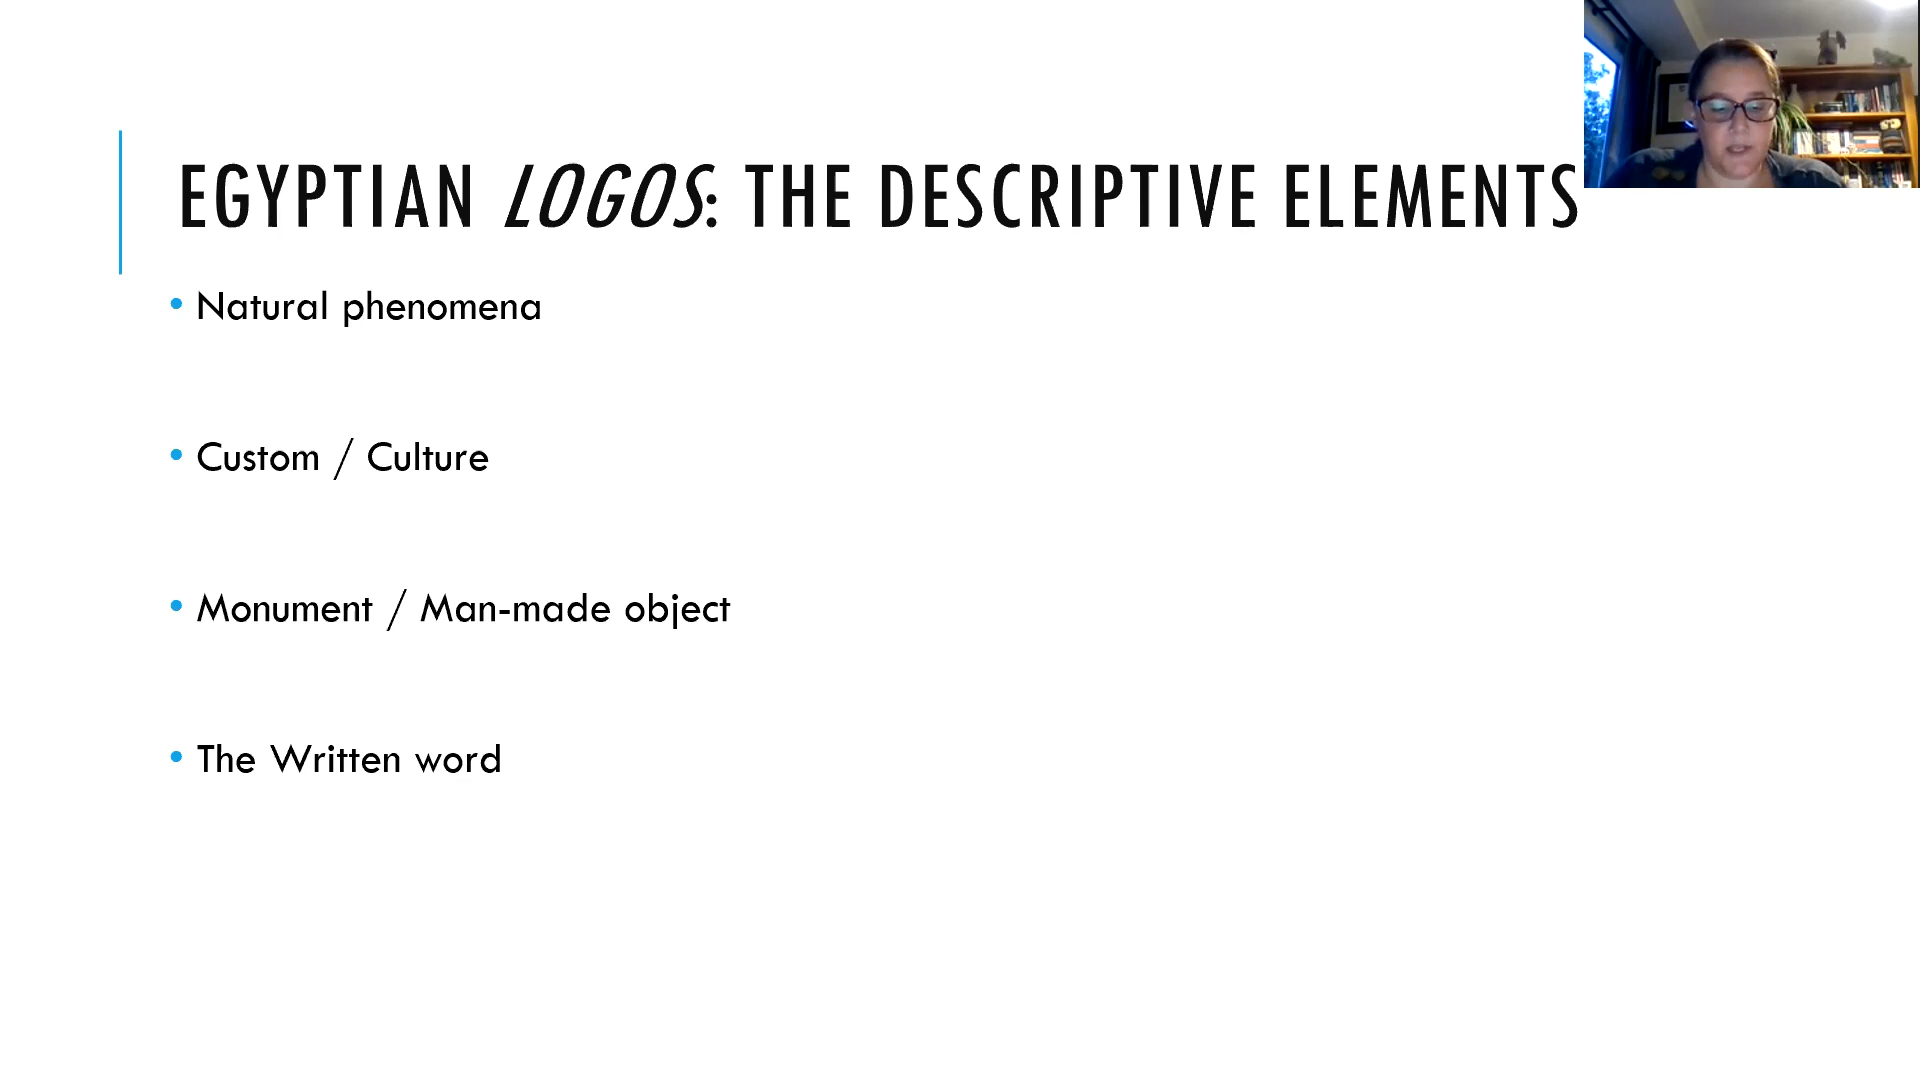 EGYPTIAN LOGOS: THE DESCRIPTIVE ELEMENTS
• Natural phenomena
• Custom / Culture
• Monument / Man-made object
• The Written word